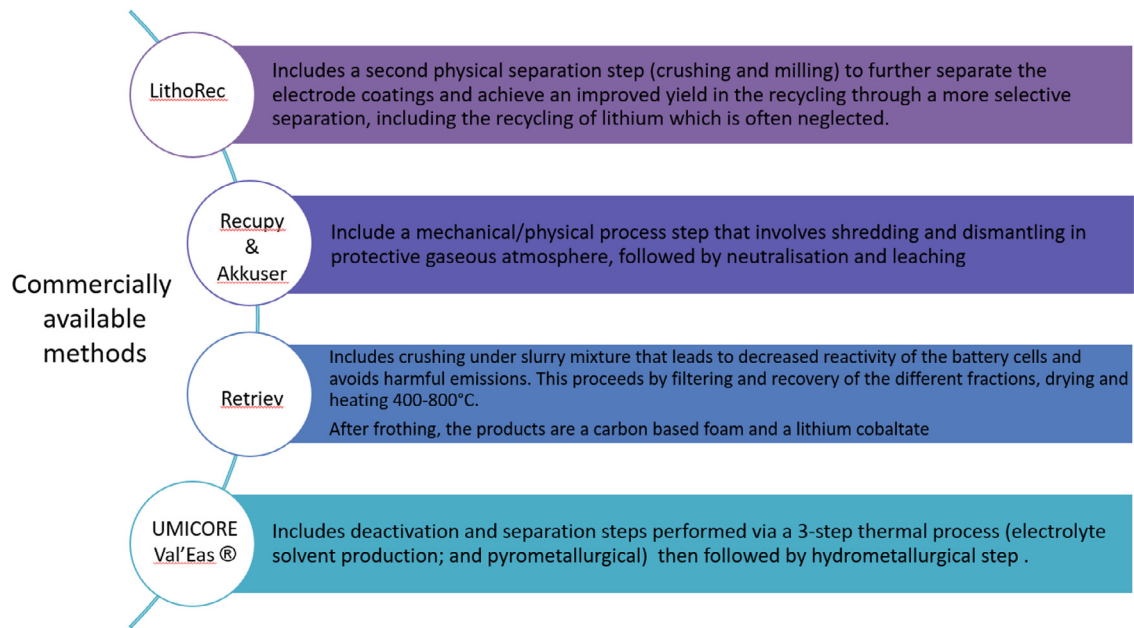 LithoRec
Includes a second physical separation step (crushing and milling) to further separate the
electrode coatings and achieve an improved yield in the recycling through a more selective
separation, including the recycling of lithium which is often neglected.
Recupy
&
Akkuser
Include a mechanical/physical process step that involves shredding and dismantling in
protective gaseous atmosphere, followed by neutralisation and leaching
Commercially
available
methods
Retriev
Includes crushing under slurry mixture that leads to decreased reactivity of the battery cells and
avoids harmful emissions. This proceeds by filtering and recovery of the different fractions, drying and
heating 400-800°C.
After frothing, the products are a carbon based foam and a lithium cobaltate
UMICORE
Val'Eas ®
Includes deactivation and separation steps performed via a 3-step thermal process (electrolyte
solvent production; and pyrometallurgical) then followed by hydrometallurgical step .